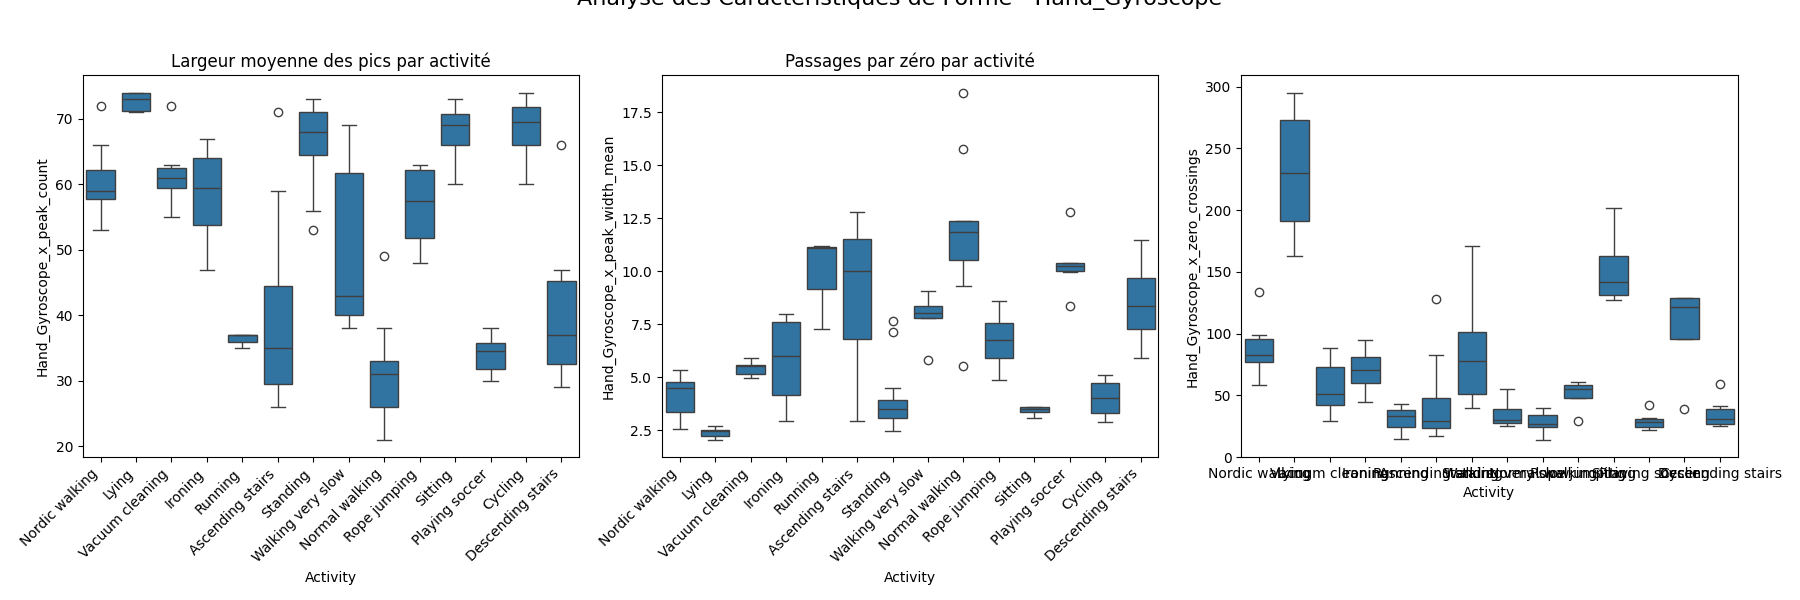 Analyse des Caractéristiques de Forme - Hand_Gyroscope
Largeur moyenne des pics par activité
Hand_Gyroscope_x_peak_count
70
60
50
40
30
20
Nordic walking
Lying
Vacuum cleaning
Ironing
Running
Ascending stairs
Standing
Walking very slow
Normal walking
Rope jumping
Sitting
Playing soccer
Cycling
Descending stairs
Activity
Passages par zéro par activité
Hand_Gyroscope_x_peak_width_mean
17.5
15.0
12.5
10.0
7.5
5.0
2.5
Nordic walking
Lying
Vacuum cleaning
Ironing
Running
Ascending stairs
Standing
Walking very slow
Normal walking
Rope jumping
Sitting
Playing soccer
Cycling
Descending stairs
Activity
Hand_Gyroscope_x_zero_crossings
300
250
200
150
100
50
0
Nordic walking
Descending stairs
Activity